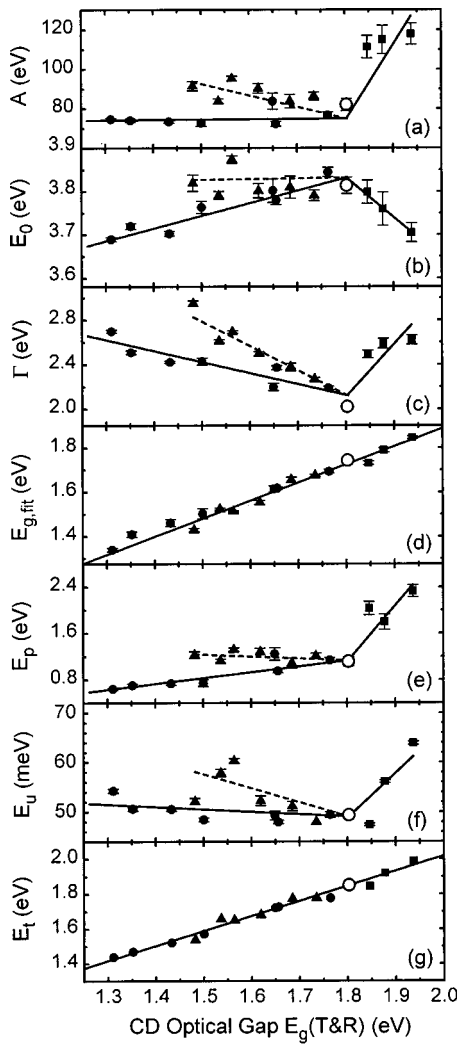 A (eV)
120
100
80
(a)
E0 (eV)
3.9
3.8
3.7
3.6
(b)
Γ (eV)
2.8
2.4
2.0
(c)
Eg,fit (eV)
1.8
1.6
1.4
(d)
Ep (eV)
2.4
1.6
0.8
(e)
Eu (meV)
70
60
50
(f)
Et (eV)
2.0
1.8
1.6
1.4
(g)
1.3 1.4 1.5 1.6 1.7 1.8 1.9 2.0
CD Optical Gap Eg(T&R) (eV)